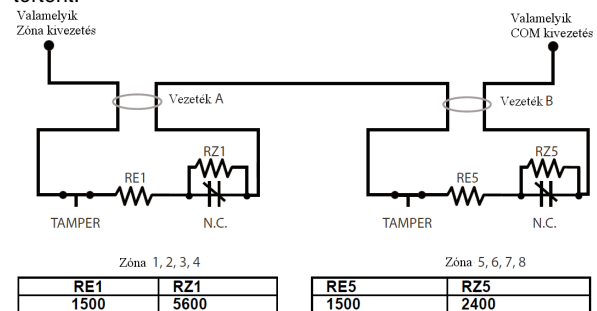 Valamelyik
Zóna kivezetés
Valamelyik
COM kivezetés
Vezeték A
Vezeték B
RZ1
RE1
TAMPER
N.C.
RZ5
RE5
TAMPER
N.C.
Zóna 1, 2, 3, 4
RE1 RZ1
1500 5600
Zóna 5, 6, 7, 8
RE5 RZ5
1500 2400